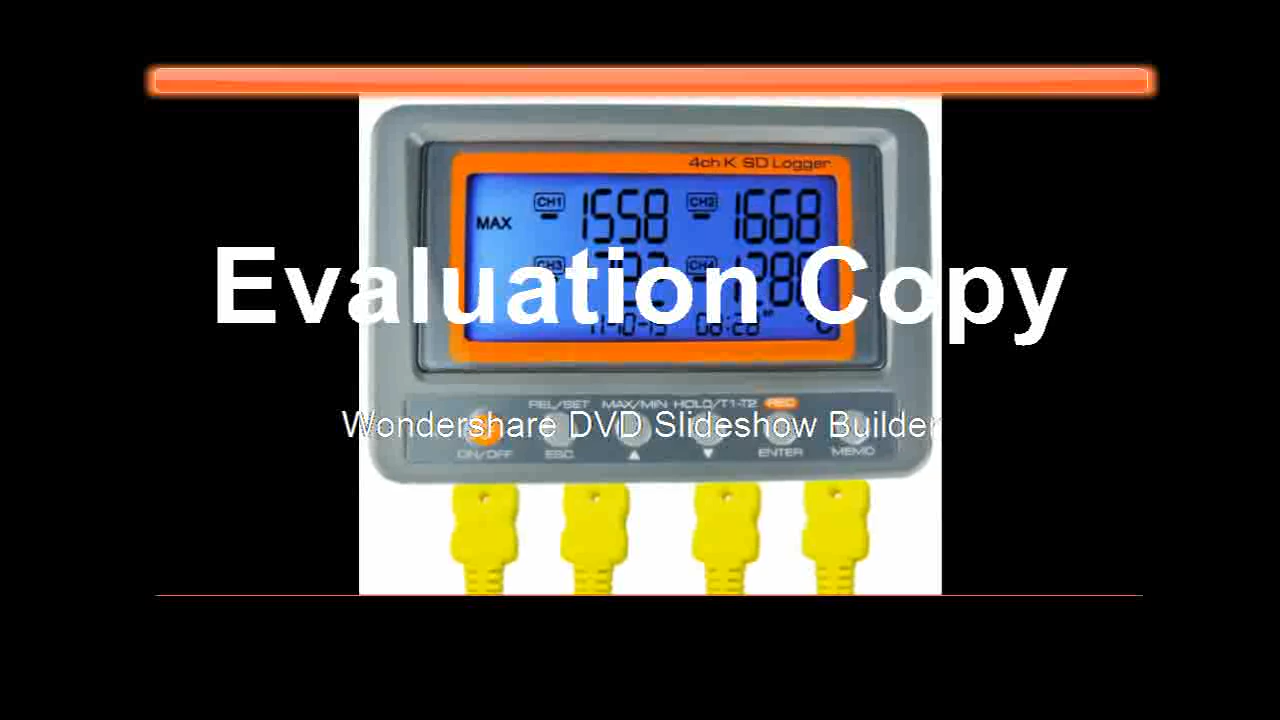 4ch K SD Logger
MAX CH1 1558 CH2 1668
CH3 CH4
Evaluation Copy
°C
REL/SET MAX/MIN HOLD/T1-T2 REC
Wondershare DVD Slideshow Builder
ON/OFF ESC ▲ ▼ ENTER MEMO